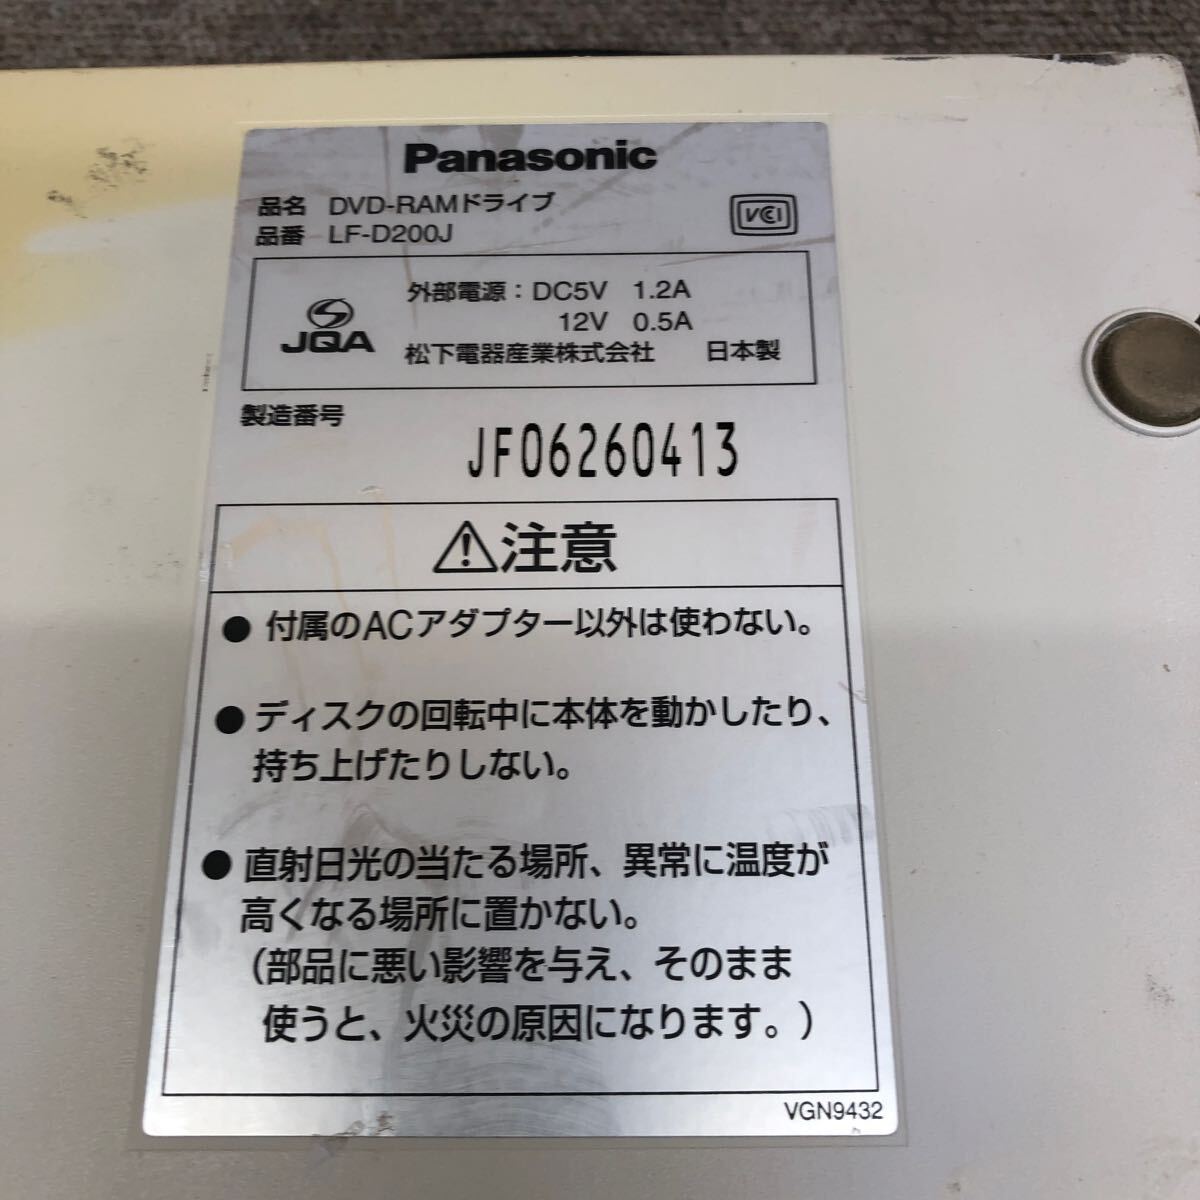 Panasonic
品名 DVD-RAMドライブ
品番 LF-D200J
VCCI
JQA
外部電源：DC5V 1.2A
12V 0.5A
松下電器産業株式会社 日本製
製造番号
JF06260413
⚠注意
● 付属のACアダプター以外は使わない。
● ディスクの回転中に本体を動かしたり、
持ち上げたりしない。
● 直射日光の当たる場所、異常に温度が
高くなる場所に置かない。
（部品に悪い影響を与え、そのまま
使うと、火災の原因になります。）
VGN9432